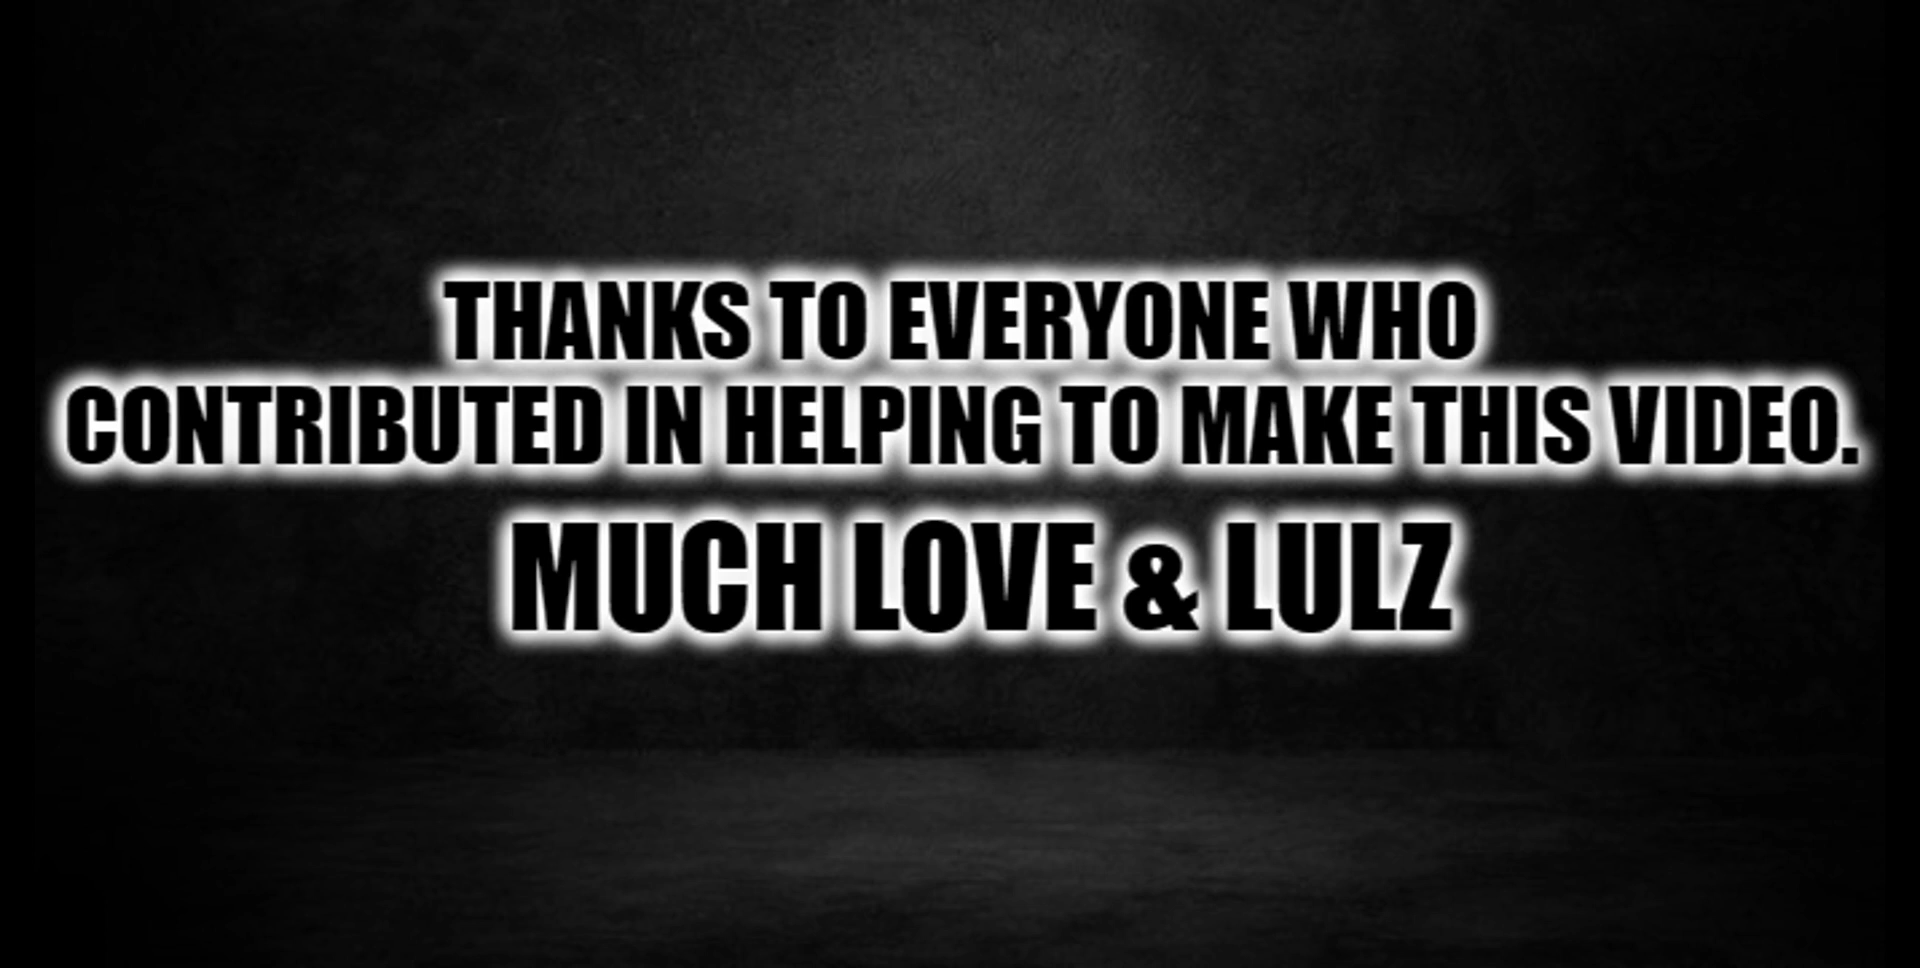 THANKS TO EVERYONE WHO
CONTRIBUTED IN HELPING TO MAKE THIS VIDEO.
MUCH LOVE & LULZ